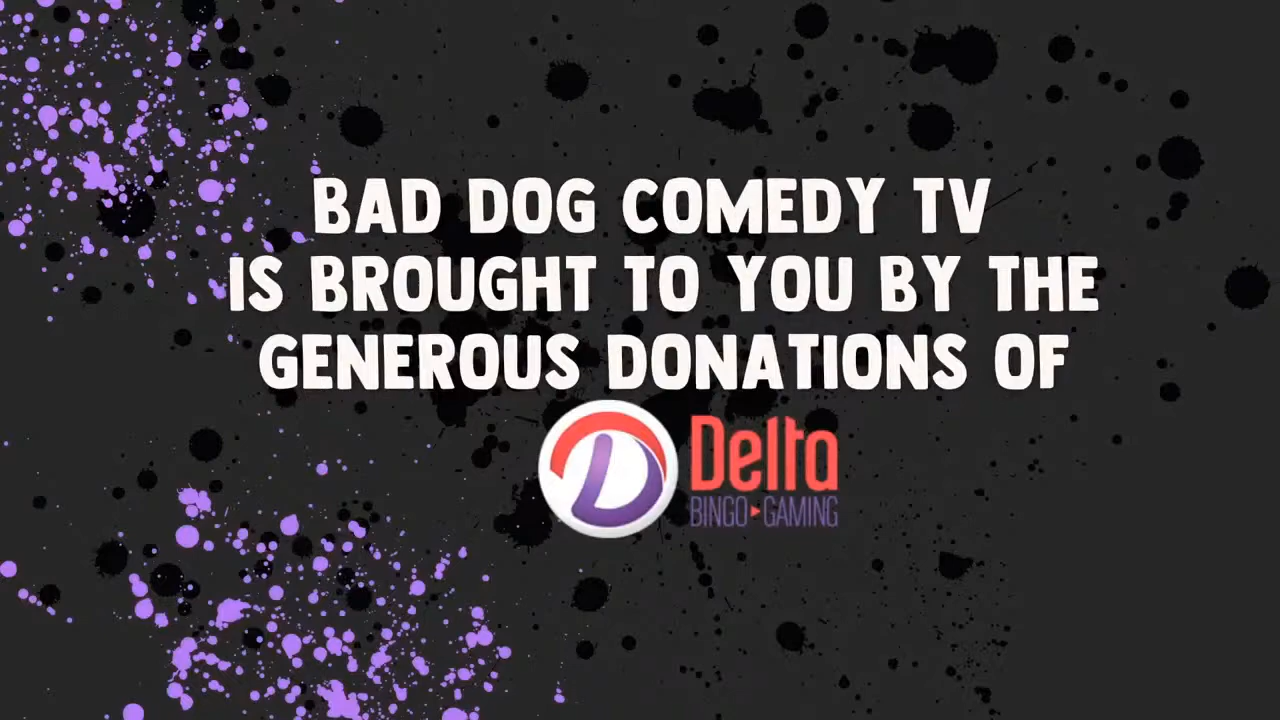 BAD DOG COMEDY TV
IS BROUGHT TO YOU BY THE
GENEROUS DONATIONS OF
Delta
BINGO GAMING